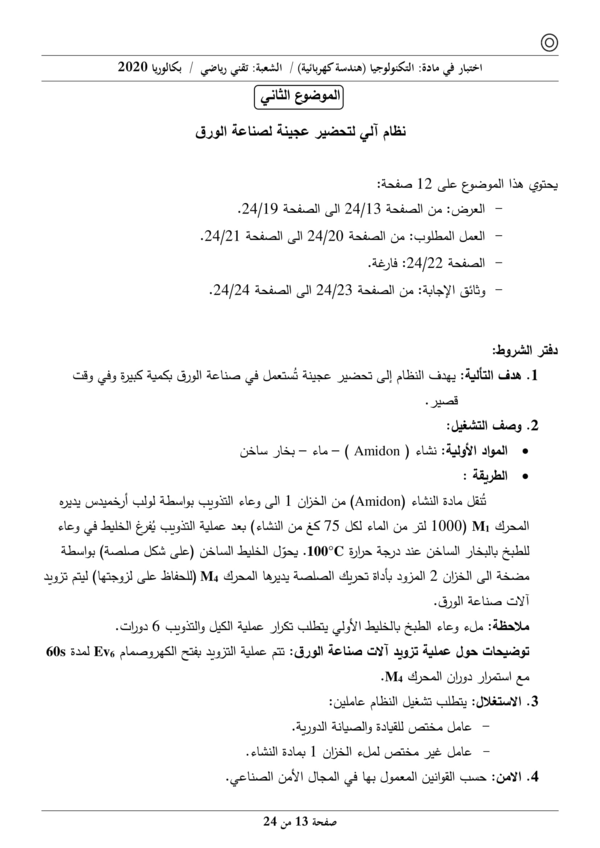 اختبار في مادة: التكنولوجيا (هندسة كهربائية) / الشعبة: تقني رياضي / بكالوريا 2020
الموضوع الثاني
نظام آلي لتحضير عجينة لصناعة الورق
يحتوي هذا الموضوع على 12 صفحة:
– العرض: من الصفحة 24/13 الى الصفحة 24/19.
– العمل المطلوب: من الصفحة 24/20 الى الصفحة 24/21.
– الصفحة 24/22: فارغة.
– وثائق الإجابة: من الصفحة 24/23 الى الصفحة 24/24.
دفتر الشروط:
1. هدف التألية: يهدف النظام إلى تحضير عجينة تُستعمل في صناعة الورق بكمية كبيرة وفي وقت
قصير.
2. وصف التشغيل:
• المواد الأولية: نشاء ( Amidon ) – ماء – بخار ساخن
• الطريقة :
تُنقل مادة النشاء (Amidon) من الخزان 1 الى وعاء التذويب بواسطة لولب أرخميدس يديره
المحرك M1 (1000 لتر من الماء لكل 75 كغ من النشاء) بعد عملية التذويب يُفرغ الخليط في وعاء
للطبخ بالبخار الساخن عند درجة حرارة 100°C. يحوّل الخليط الساخن (على شكل صلصة) بواسطة
مضخة الى الخزان 2 المزود بأداة تحريك الصلصة يديرها المحرك M4 (للحفاظ على لزوجتها) ليتم تزويد
آلات صناعة الورق.
ملاحظة: ملء وعاء الطبخ بالخليط الأولي يتطلب تكرار عملية الكيل والتذويب 6 دورات.
توضيحات حول عملية تزويد آلات صناعة الورق: تتم عملية التزويد بفتح الكهروصمام Ev6 لمدة 60s
مع استمرار دوران المحرك M4.
3. الاستغلال: يتطلب تشغيل النظام عاملين:
– عامل مختص للقيادة والصيانة الدورية.
– عامل غير مختص لملء الخزان 1 بمادة النشاء.
4. الامن: حسب القوانين المعمول بها في المجال الأمن الصناعي.
صفحة 13 من 24